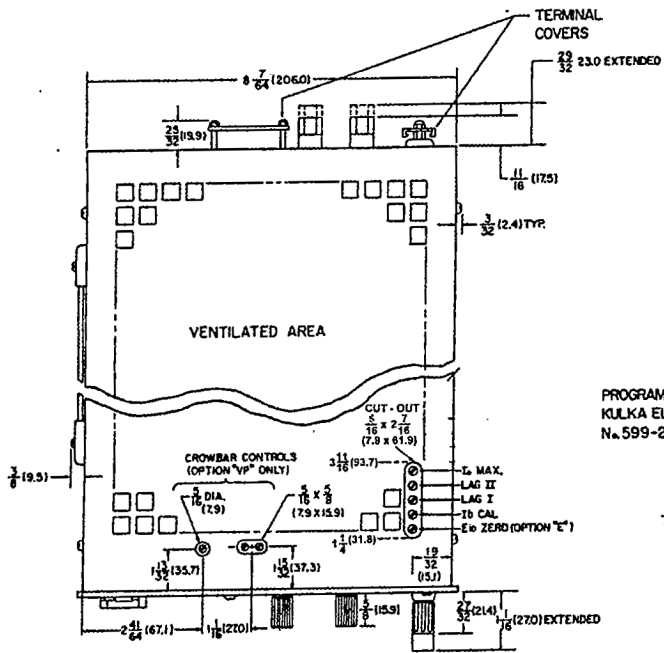 TERMINAL
COVERS
29/32 23.0 EXTENDED
8 7/64 (206.0)
25/32 (19.9)
11/16 (17.5)
3/32 (2.4) TYP.
VENTILATED AREA
CUT-OUT
5/16 x 2 7/16
(7.9 x 61.9)
PROGRAM
KULKA EL
No. 599-2
3 11/16 (93.7)
CROWBAR CONTROLS
(OPTION "VP" ONLY)
3/8 (9.5)
5/16 DIA.
(7.9)
5/16 x 5/8
(7.9 x 15.9)
Io MAX.
LAG II
LAG I
Ib CAL
Eio ZERO (OPTION "E")
1 1/4 (31.8)
1 13/32 (35.7)
1 15/32 (37.3)
19/32
(15.1)
2 41/64 (67.1)
1 1/16 (27.0)
5/8 (15.9)
27/32 (21.4)
1 1/16 (27.0) EXTENDED